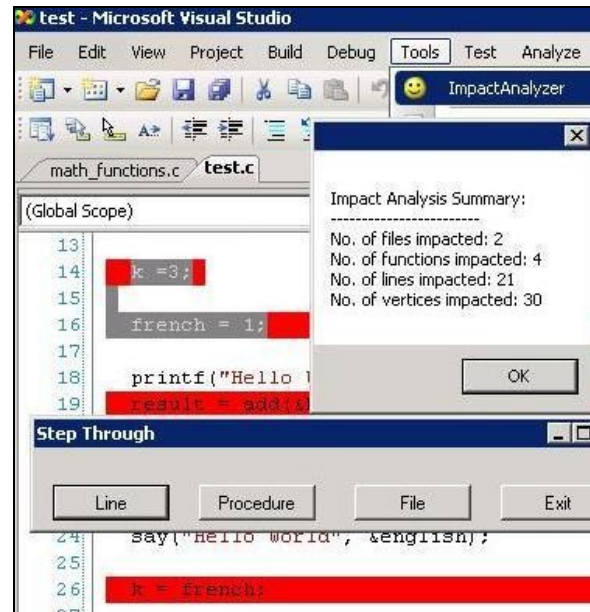 test - Microsoft Visual Studio
File Edit View Project Build Debug Tools Test Analyze
ImpactAnalyzer
math_functions.c test.c
(Global Scope)
Impact Analysis Summary:
------------------------
No. of files impacted: 2
No. of functions impacted: 4
No. of lines impacted: 21
No. of vertices impacted: 30
OK
13
14 k =3;
15
16 french = 1;
17
18 printf("Hello
19 result = add(&
Step Through
Line Procedure File Exit
24 say("Hello World", &english);
25
26 k = french;